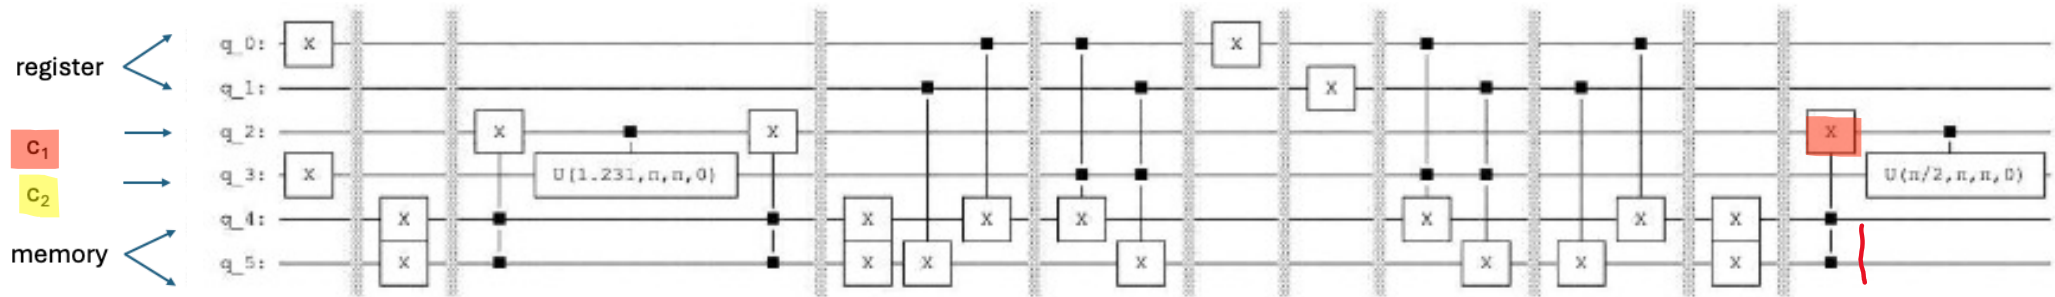 q_0: X X
register
q_1: X
q_2: X X X
C1
q_3: X U(1.231,π,π,0) U(π/2,π,π,0)
C2
q_4: X X X X X X X
memory
q_5: X X X X X X X